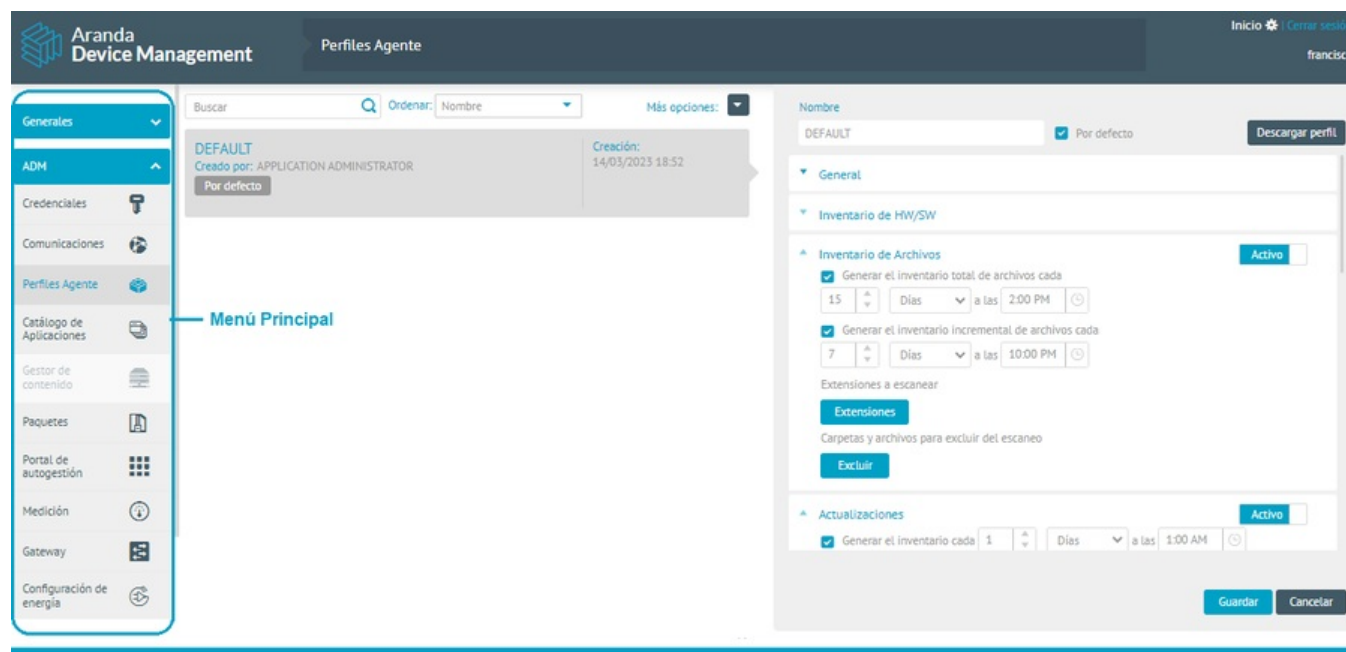 Aranda
Device Management
Perfiles Agente
Inicio | Cerrar sesió
francisc
Generales
ADM
Credenciales
Comunicaciones
Perfiles Agente
Catálogo de
Aplicaciones
Gestor de
contenido
Paquetes
Portal de
autogestión
Medición
Gateway
Configuración de
energía
Menú Principal
Buscar
Ordenar: Nombre
Más opciones:
DEFAULT
Creado por: APPLICATION ADMINISTRATOR
Por defecto
Creación:
14/03/2023 18:52
Nombre
DEFAULT
Por defecto
Descargar perfil
General
Inventario de HW/SW
Inventario de Archivos
Activo
Generar el inventario total de archivos cada
15 Días a las 2:00 PM
Generar el inventario incremental de archivos cada
7 Días a las 10:00 PM
Extensiones a escanear
Extensiones
Carpetas y archivos para excluir del escaneo
Excluir
Actualizaciones
Activo
Generar el inventario cada 1 Días a las 1:00 AM
Guardar
Cancelar